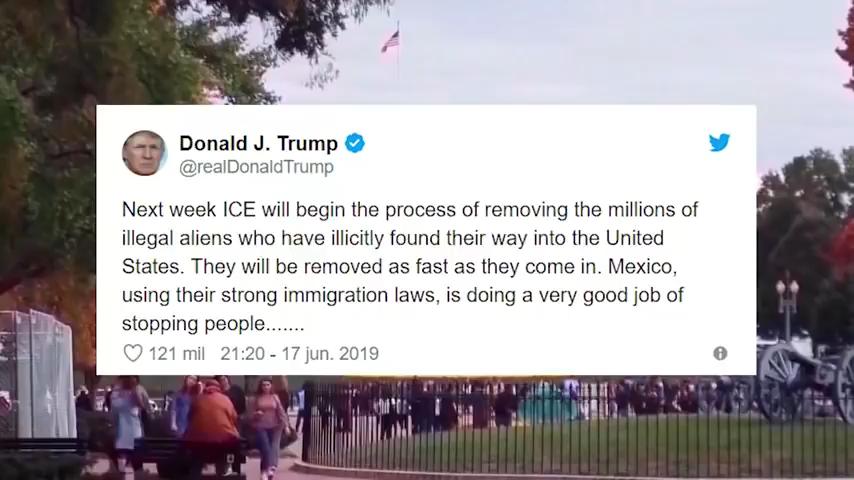 Donald J. Trump
@realDonaldTrump
Next week ICE will begin the process of removing the millions of
illegal aliens who have illicitly found their way into the United
States. They will be removed as fast as they come in. Mexico,
using their strong immigration laws, is doing a very good job of
stopping people.......
121 mil 21:20 - 17 jun. 2019